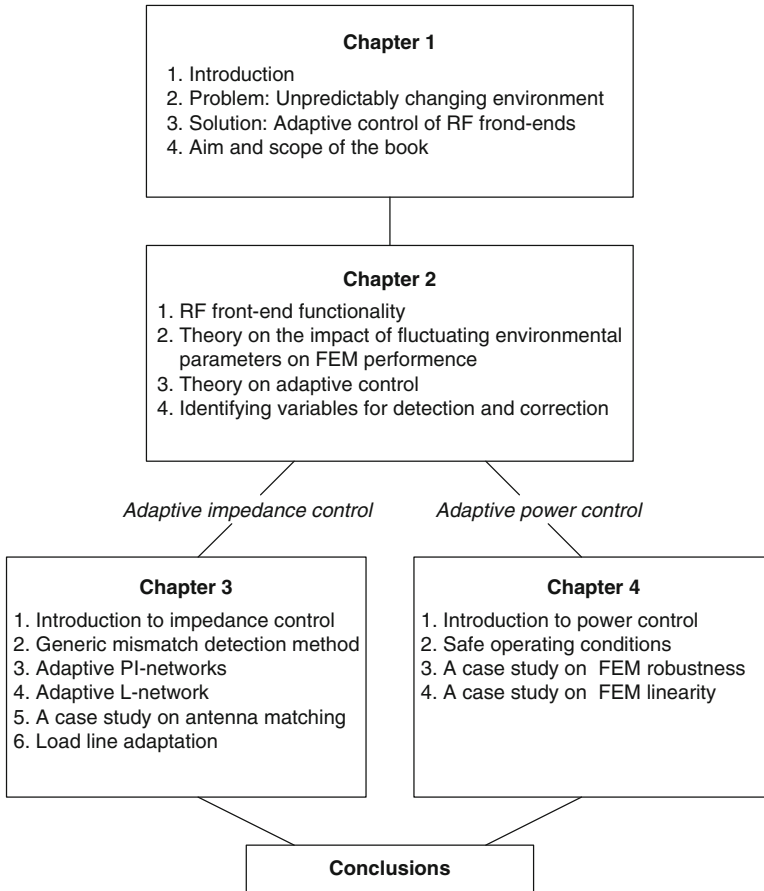 Chapter 1
1. Introduction
2. Problem: Unpredictably changing environment
3. Solution: Adaptive control of RF frond-ends
4. Aim and scope of the book
Chapter 2
1. RF front-end functionality
2. Theory on the impact of fluctuating environmental
parameters on FEM performence
3. Theory on adaptive control
4. Identifying variables for detection and correction
Adaptive impedance control
Adaptive power control
Chapter 3
1. Introduction to impedance control
2. Generic mismatch detection method
3. Adaptive PI-networks
4. Adaptive L-network
5. A case study on antenna matching
6. Load line adaptation
Chapter 4
1. Introduction to power control
2. Safe operating conditions
3. A case study on FEM robustness
4. A case study on FEM linearity
Conclusions